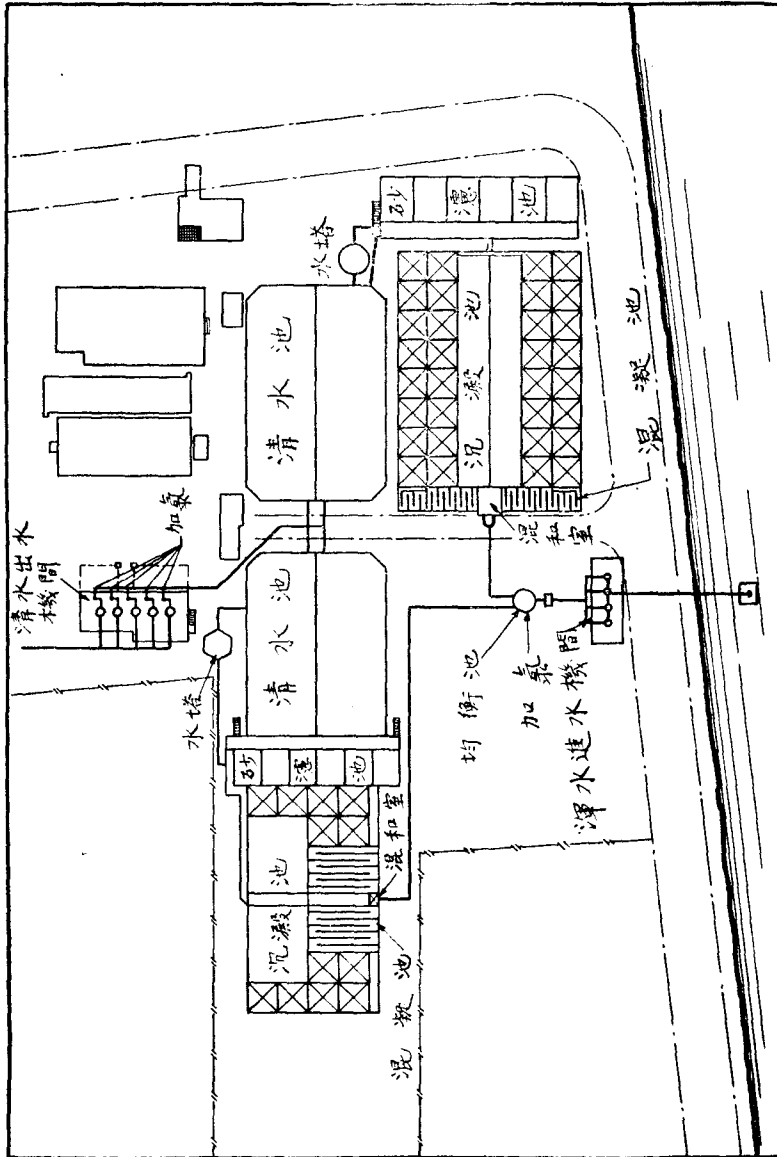 砂濾池
水塔
清水池
沉澱池
混凝池
混和室
加氯
清水出水
機間
清水池
水塔
均衡池
加氯
渾水進水機間
砂濾池
混和室
沉澱池
混凝池